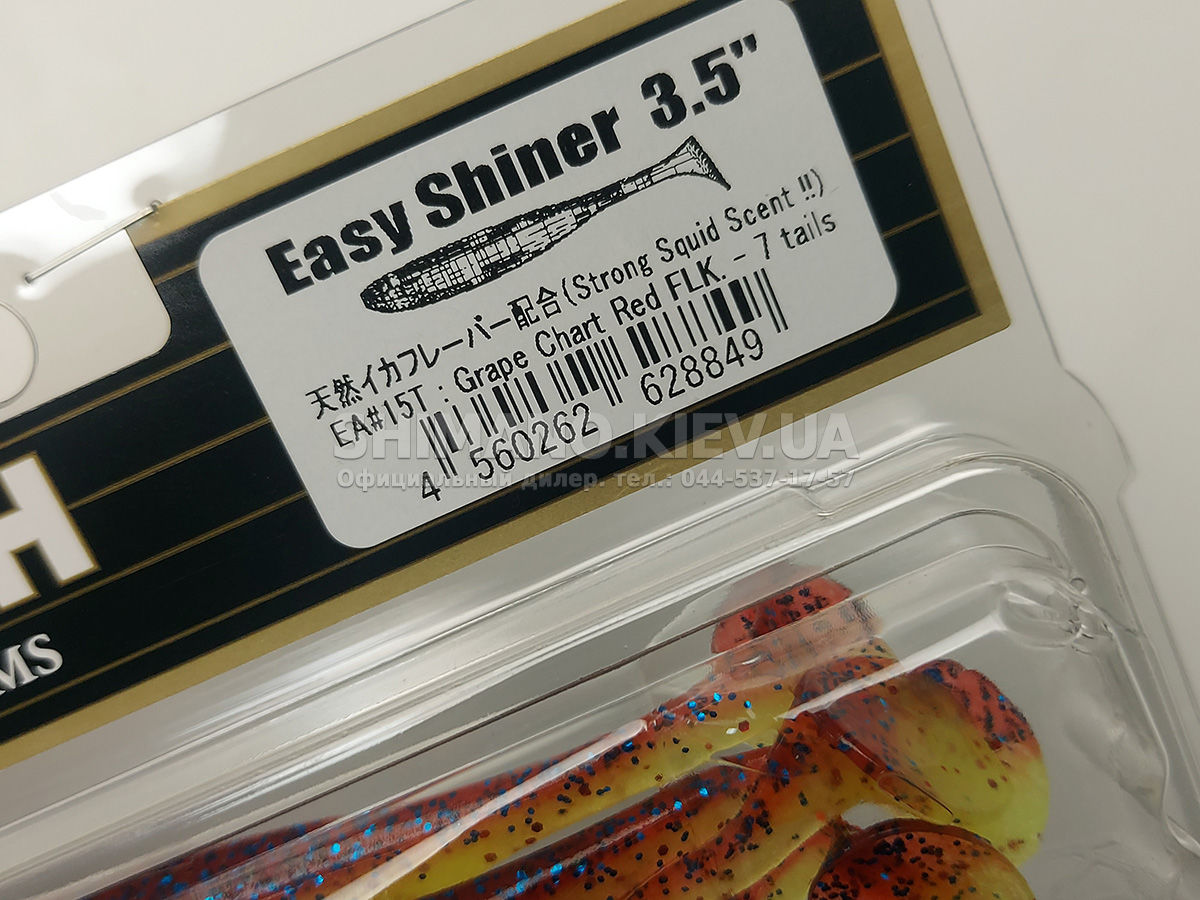 Easy Shiner 3.5"
天然イカフレーバー配合(Strong Squid Scent !!)
EA#15T : Grape Chart Red FLK. - 7 tails
4 560262 628849
SHIMANO.KIEV.UA
Официальный дилер. тел.: 044-537-17-57
H
MS